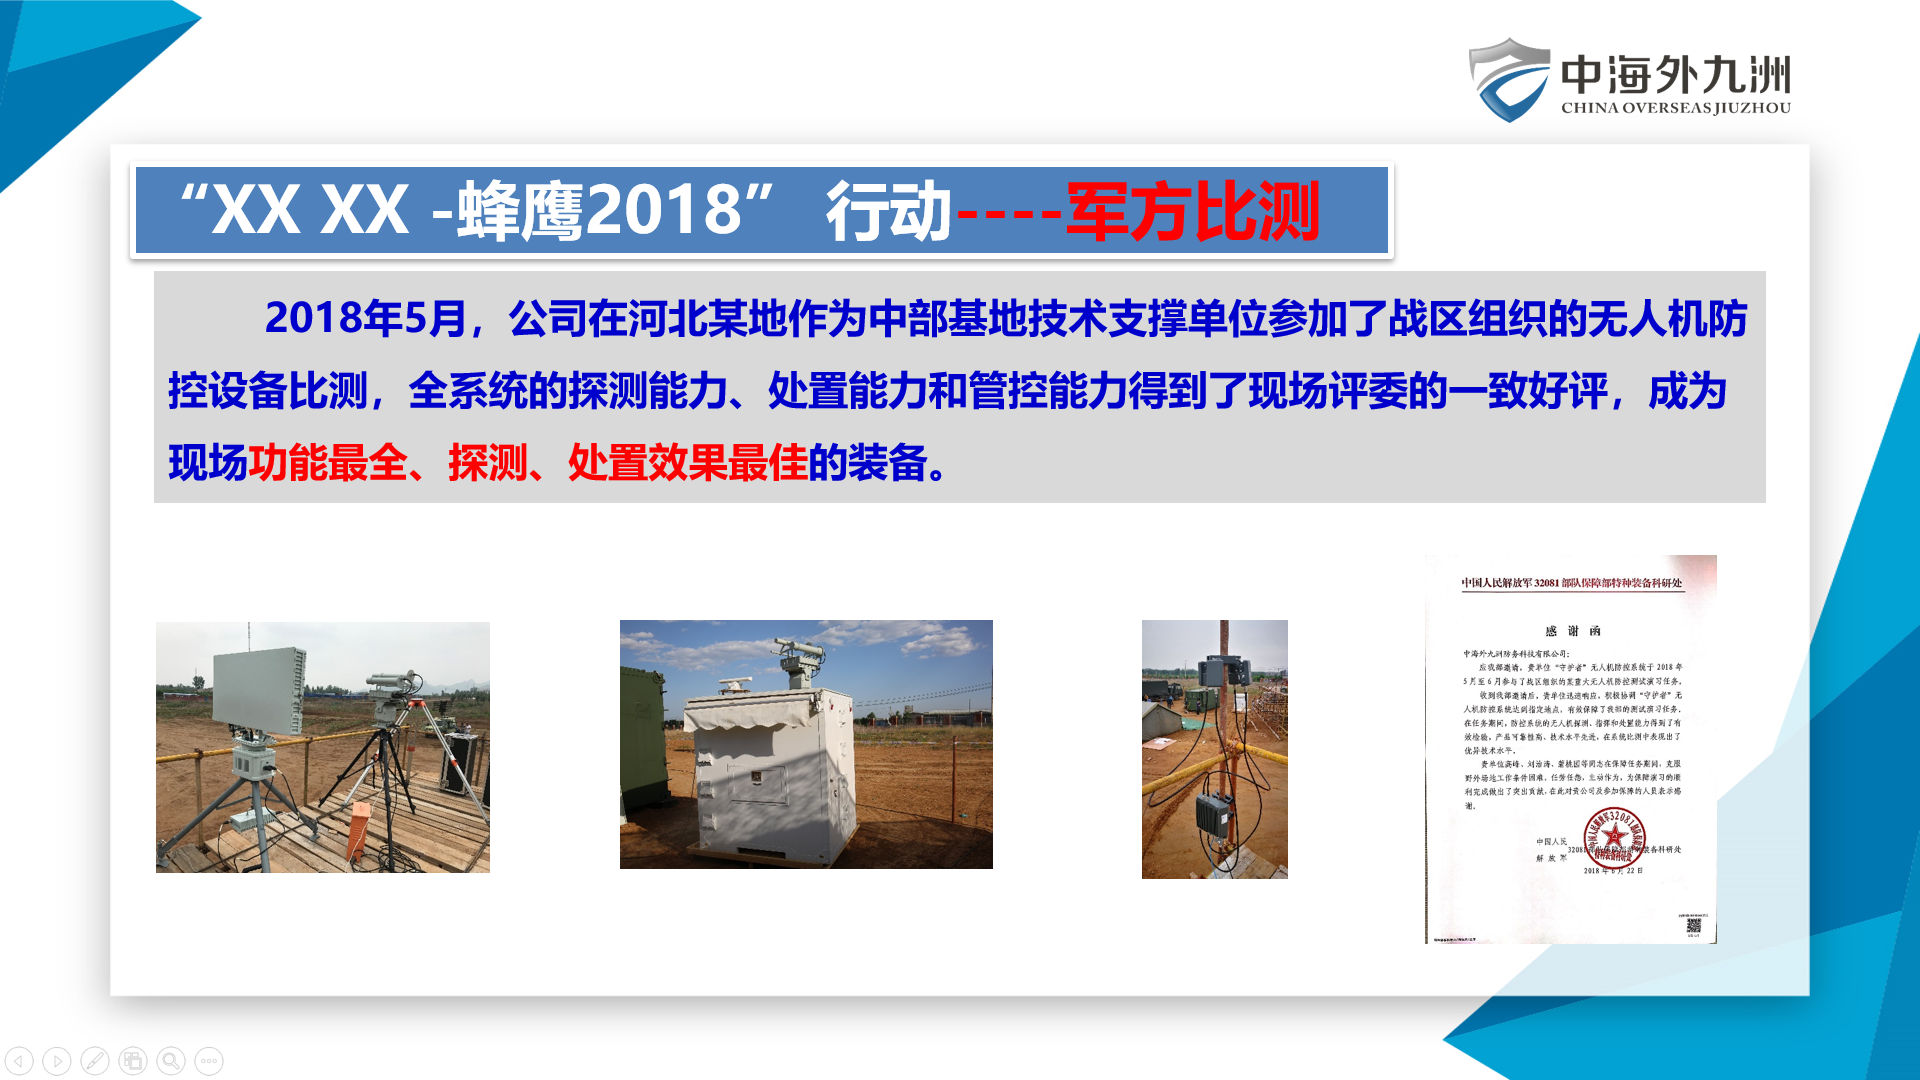 中海外九洲
CHINA OVERSEAS JIUZHOU
“XX XX -蜂鹰2018” 行动----军方比测
2018年5月，公司在河北某地作为中部基地技术支撑单位参加了战区组织的无人机防
控设备比测，全系统的探测能力、处置能力和管控能力得到了现场评委的一致好评，成为
现场功能最全、探测、处置效果最佳的装备。
中国人民解放军 32081 部队保障部特种装备科研处
感 谢 函
中海外九洲防务科技有限公司：
应我部邀请，贵单位“守护者”无人机防控系统于 2018 年
5 月至 6 月参与了战区组织的某重大无人机防控测试演习任务。
收到我部邀请后，贵单位迅速响应，积极协调“守护者”无
人机防控系统达到指定地点，有效保障了我部的测试演习任务。
在任务期间，防控系统的无人机探测、指挥和处置能力得到了有
效检验，产品可靠性高、技术水平先进，在系统比测中表现出了
优异技术水平。
贵单位高峰、刘治涛、董桃园等同志在保障任务期间，克服
野外场地工作条件困难，任劳任怨，主动作为，为保障演习的顺
利完成做出了突出贡献，在此对贵公司及参加保障的人员表示感
谢。
中国人民
解 放 军
32081部队保障部特种装备科研处
2018 年 6 月 22 日